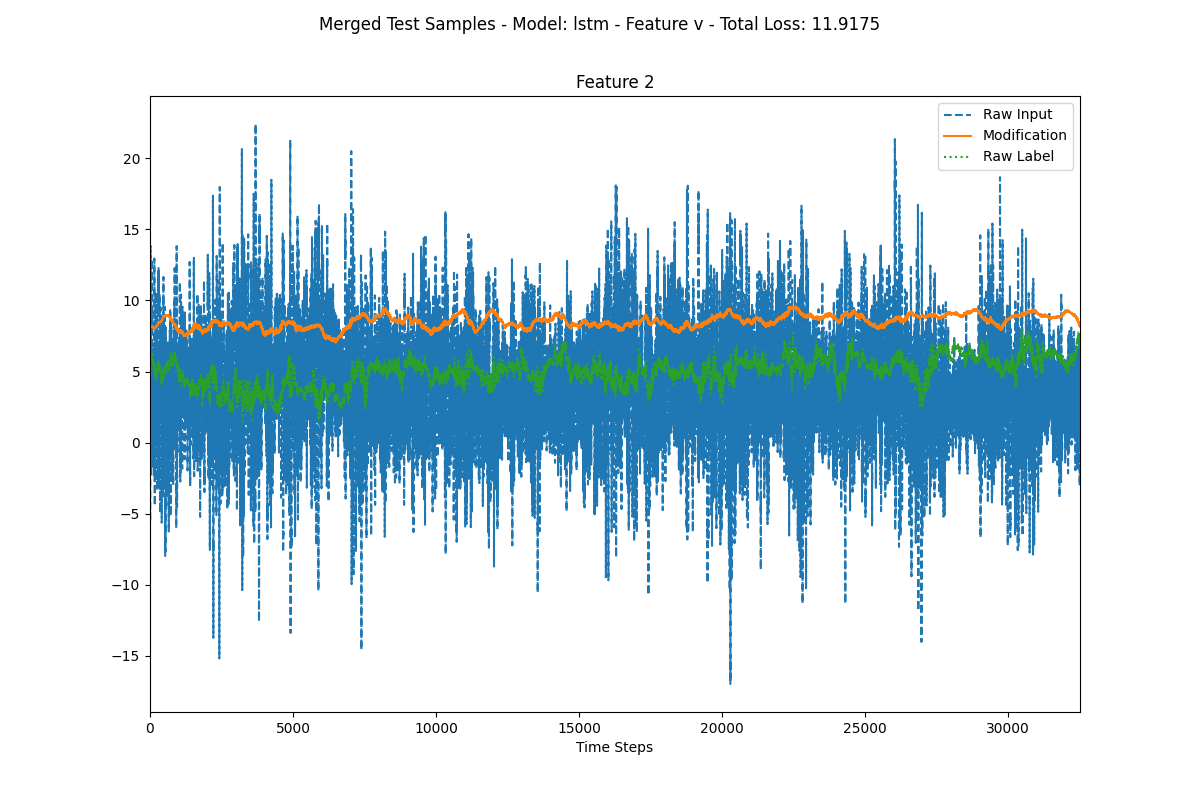 Merged Test Samples - Model: lstm - Feature v - Total Loss: 11.9175
Feature 2
Raw Input
Modification
Raw Label
20
15
10
5
0
−5
−10
−15
0 5000 10000 15000 20000 25000 30000
Time Steps